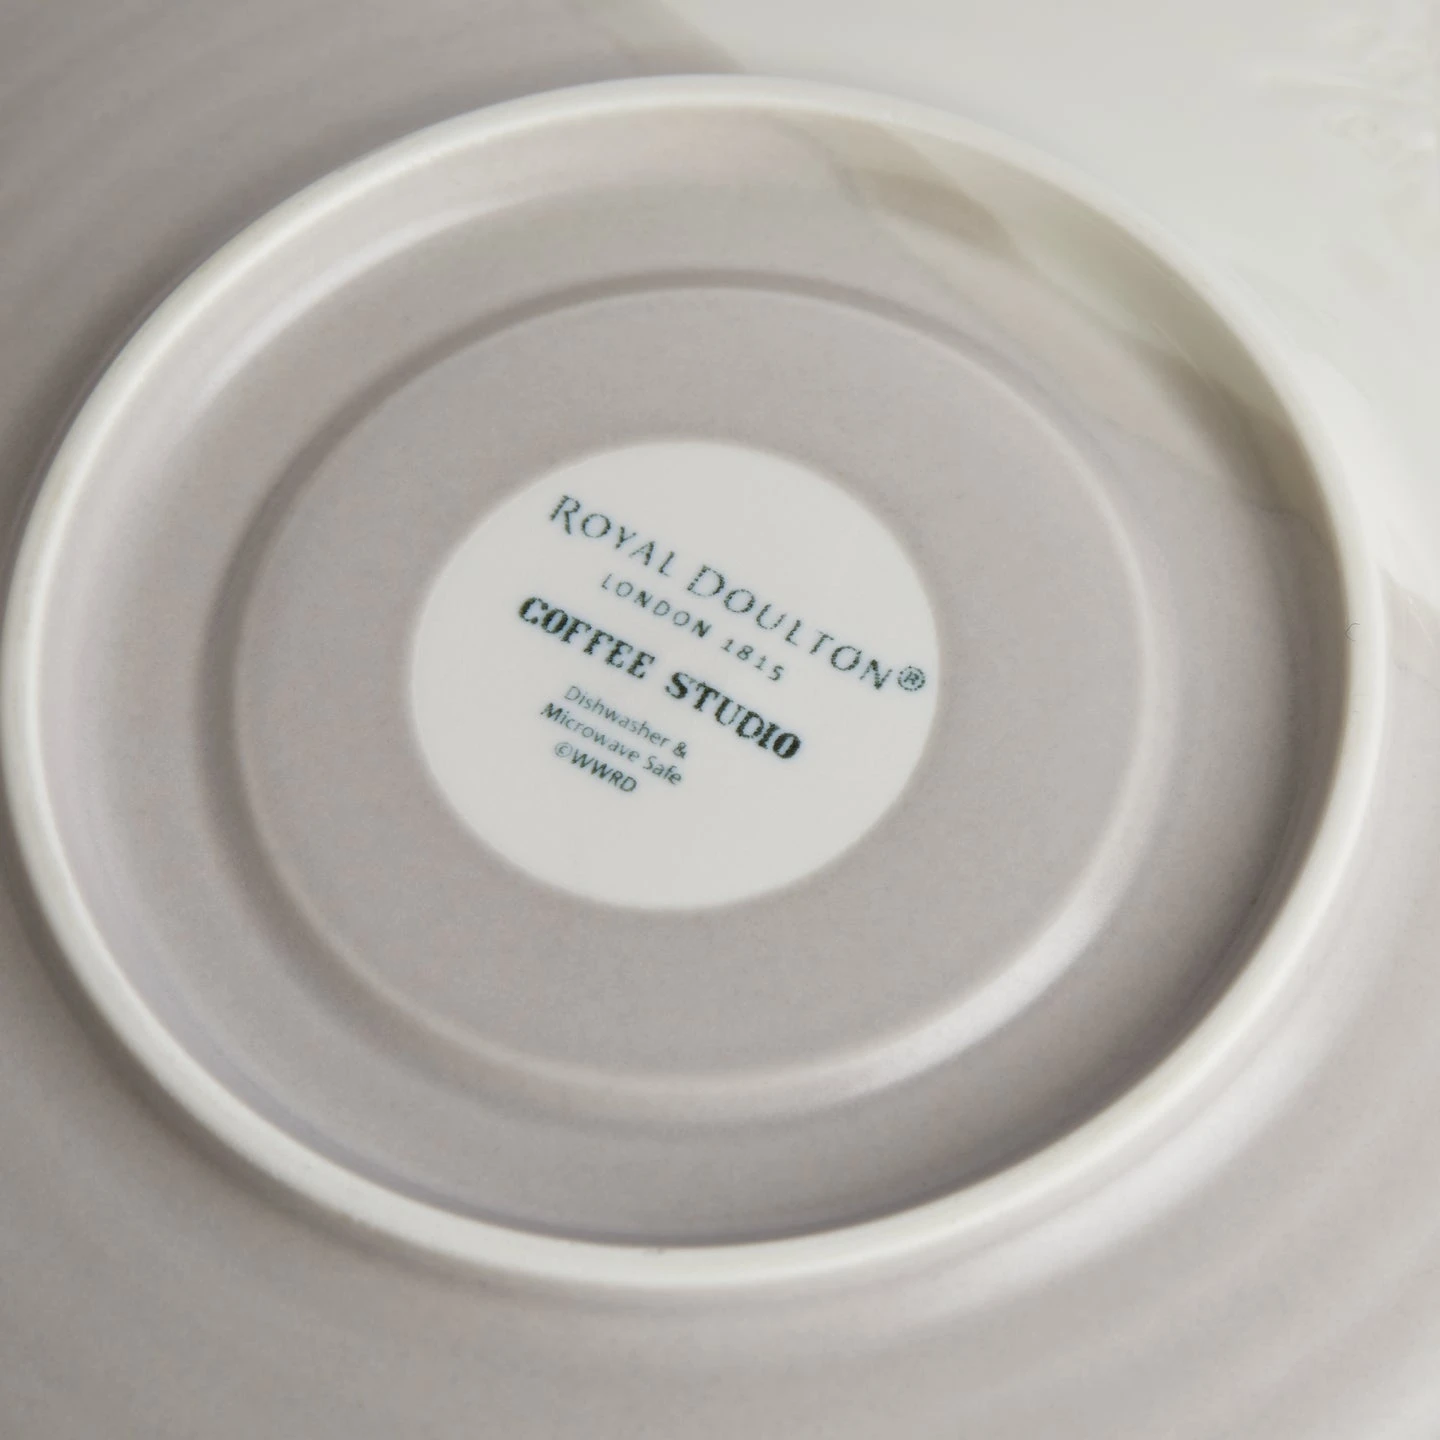 ROYAL DOULTON®
LONDON 1815
COFFEE STUDIO
Dishwasher &
Microwave Safe
©WWRD